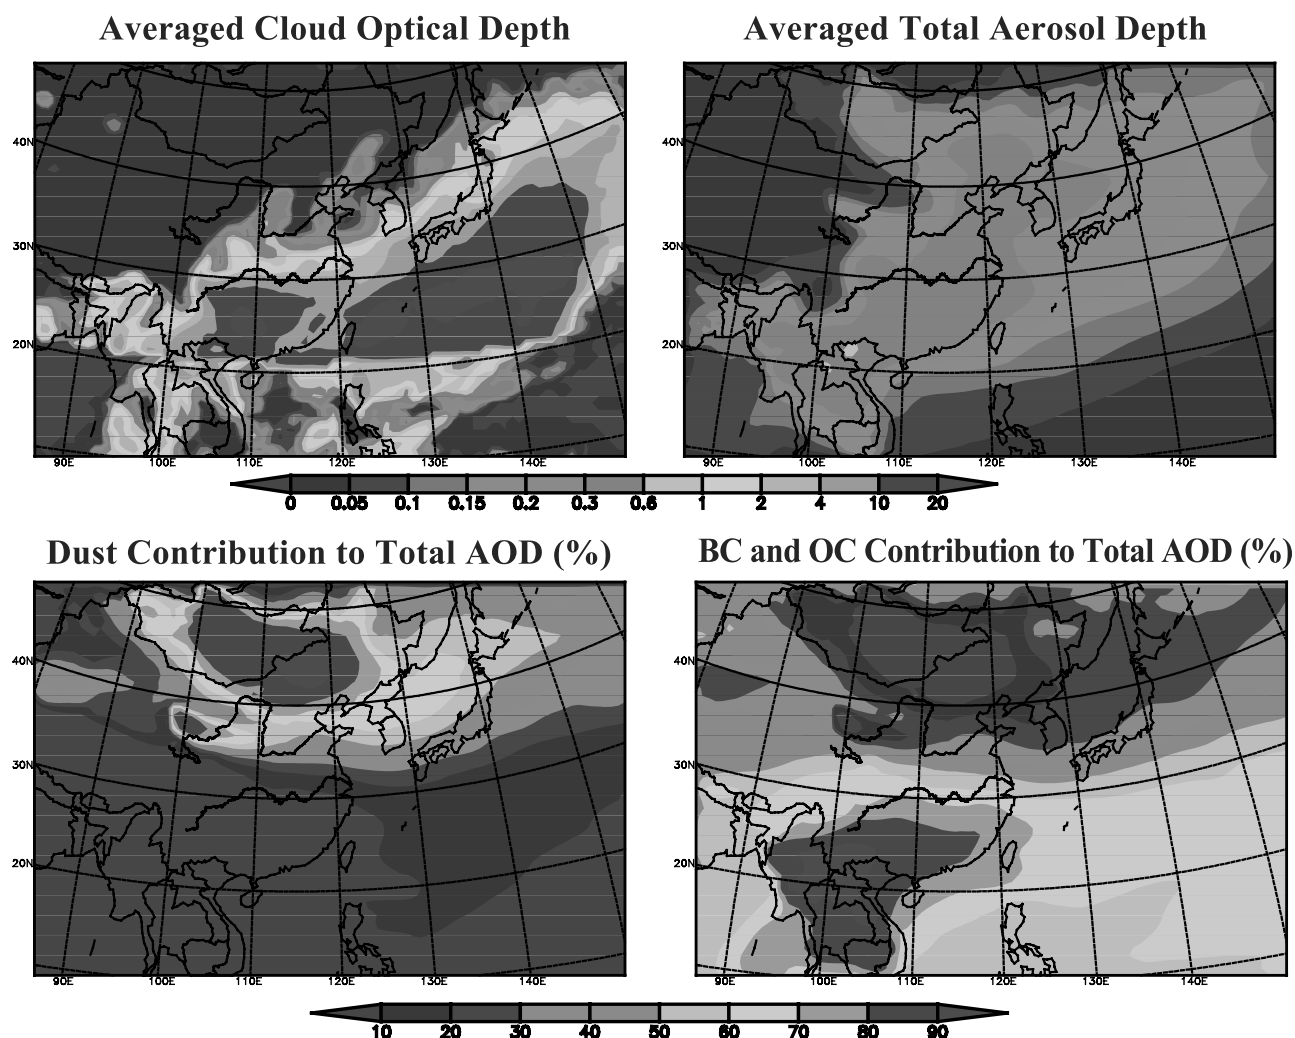 Averaged Cloud Optical Depth
Averaged Total Aerosol Depth
40N
30N
20N
90E 100E 110E 120E 130E 140E
40N
30N
20N
90E 100E 110E 120E 130E 140E
0 0.05 0.1 0.15 0.2 0.3 0.6 1 2 4 10 20
Dust Contribution to Total AOD (%)
BC and OC Contribution to Total AOD (%)
40N
30N
20N
90E 100E 110E 120E 130E 140E
40N
30N
20N
90E 100E 110E 120E 130E 140E
10 20 30 40 50 60 70 80 90